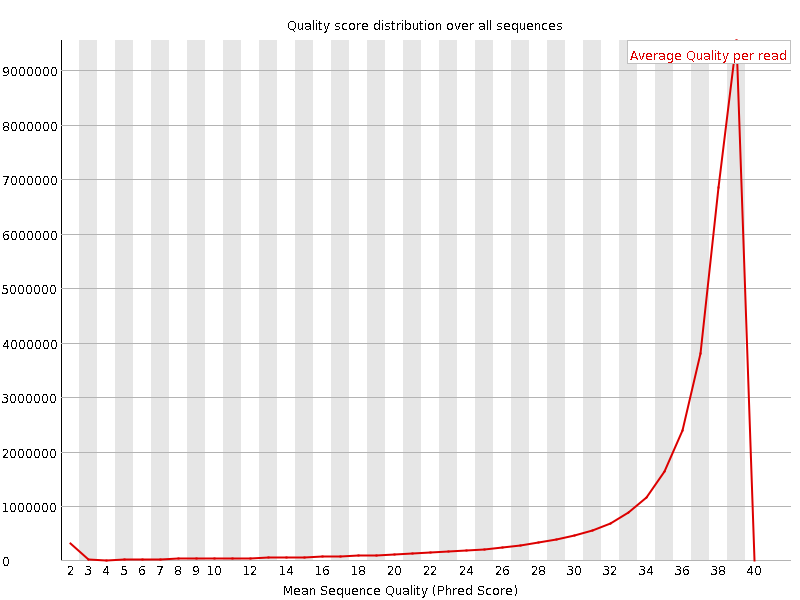 Quality score distribution over all sequences
Average Quality per read
9000000
8000000
7000000
6000000
5000000
4000000
3000000
2000000
1000000
0
2 3 4 5 6 7 8 9 10 12 14 16 18 20 22 24 26 28 30 32 34 36 38 40
Mean Sequence Quality (Phred Score)